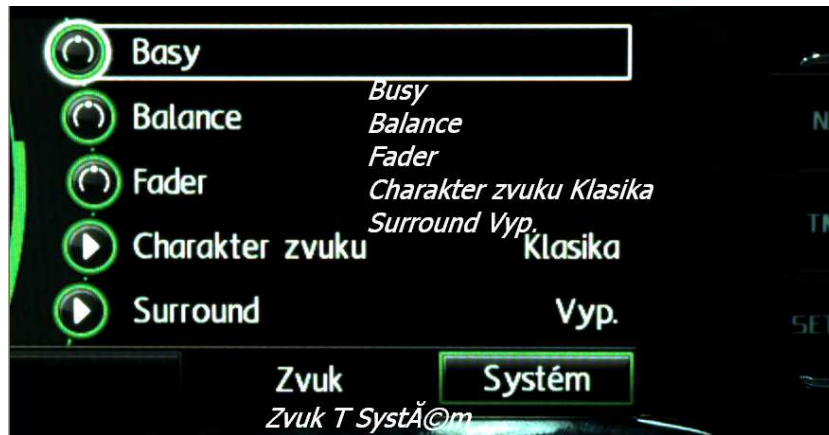 Basy
Balance
Fader
Charakter zvuku Klasika
Surround Vyp.
Busy
Balance
Fader
Charakter zvuku Klasika
Surround Vyp.
Zvuk Systém
Zvuk T SystĂ©m